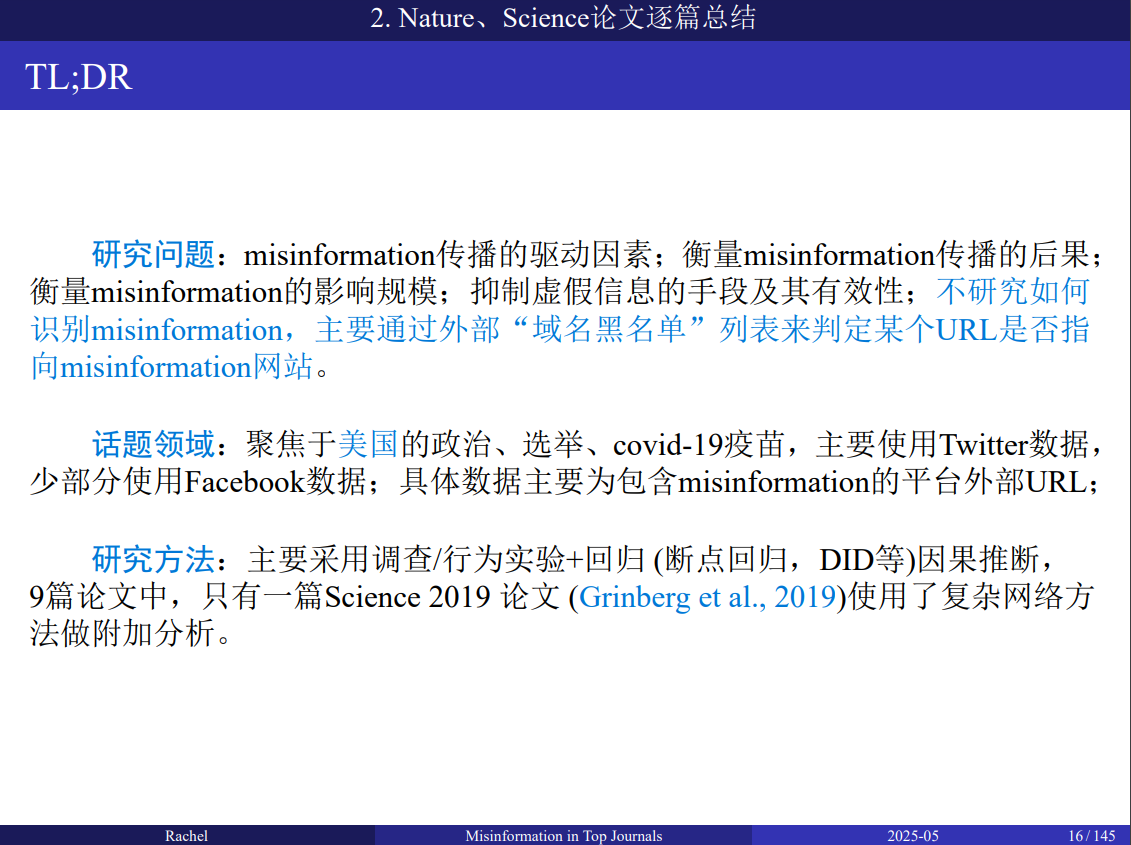 2. Nature、Science论文逐篇总结
TL;DR
研究问题：misinformation传播的驱动因素；衡量misinformation传播的后果；
衡量misinformation的影响规模；抑制虚假信息的手段及其有效性；不研究如何
识别misinformation，主要通过外部“域名黑名单”列表来判定某个URL是否指
向misinformation网站。
话题领域：聚焦于美国的政治、选举、covid-19疫苗，主要使用Twitter数据，
少部分使用Facebook数据；具体数据主要为包含misinformation的平台外部URL；
研究方法：主要采用调查/行为实验+回归 (断点回归，DID等)因果推断，
9篇论文中，只有一篇Science 2019 论文 (Grinberg et al., 2019)使用了复杂网络方
法做附加分析。
Rachel
Misinformation in Top Journals
2025-05
16 / 145